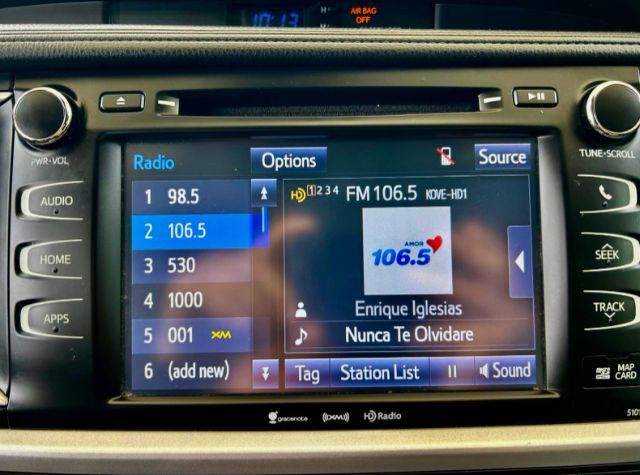 10:13
AIR BAG
OFF
PWR•VOL
TUNE•SCROLL
AUDIO
HOME
APPS
SEEK
TRACK
MAP
CARD
Radio
Options
Source
1 98.5
2 106.5
3 530
4 1000
5 001 XM
6 (add new)
HD 1 2 3 4 FM 106.5 KOVE-HD1
AMOR
106.5
Enrique Iglesias
Nunca Te Olvidare
Tag
Station List
Sound
gracenote
((XM))
HD Radio